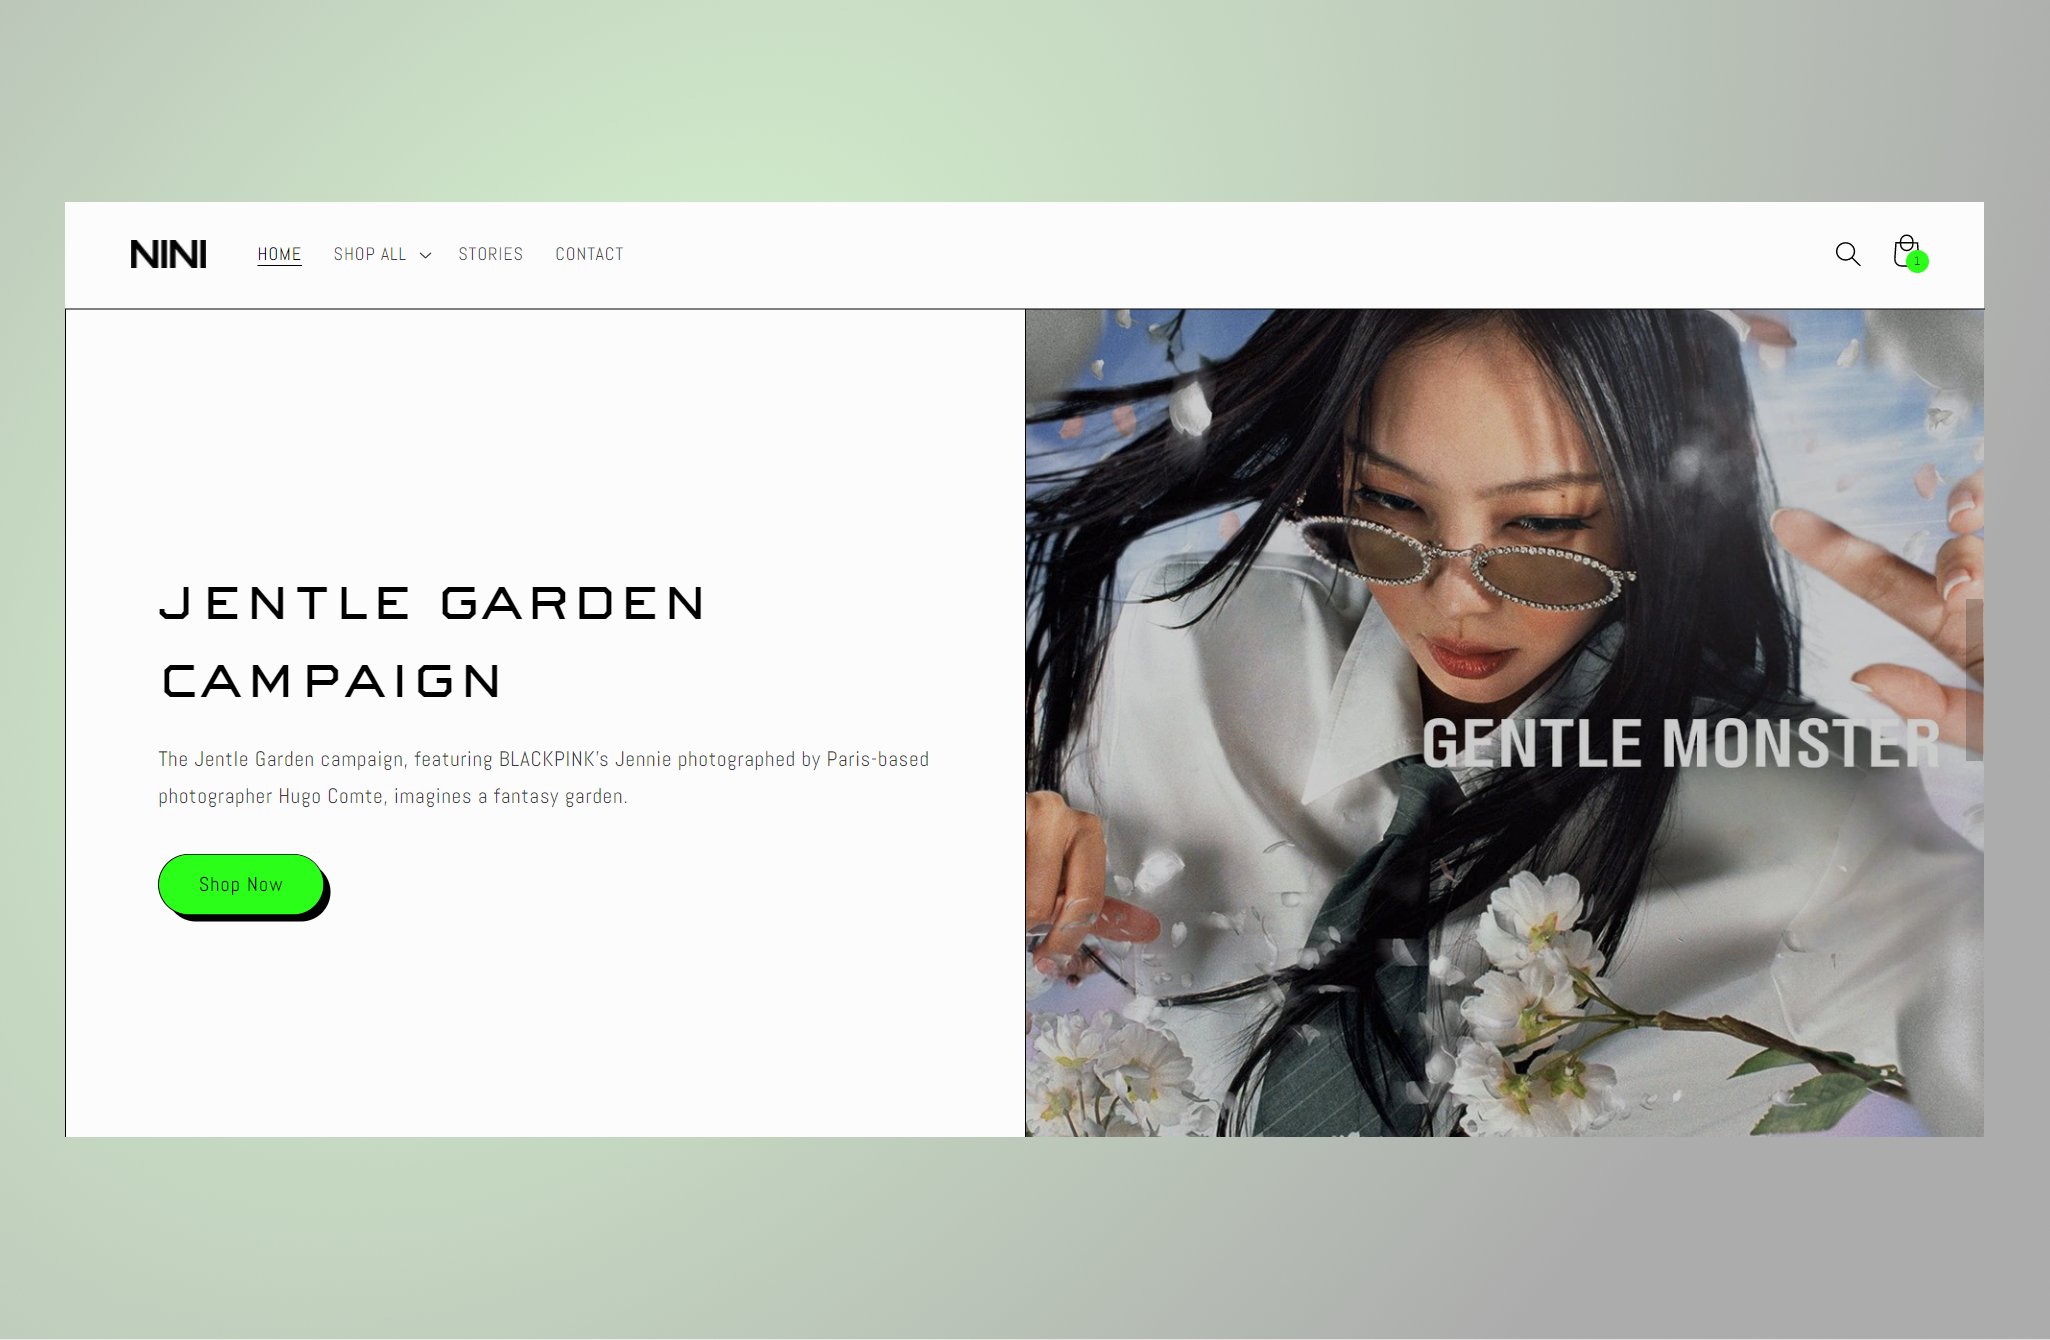 NINI
HOME
SHOP ALL
STORIES
CONTACT
1
JENTLE GARDEN
CAMPAIGN
The Jentle Garden campaign, featuring BLACKPINK's Jennie photographed by Paris-based
photographer Hugo Comte, imagines a fantasy garden.
Shop Now
GENTLE MONSTER